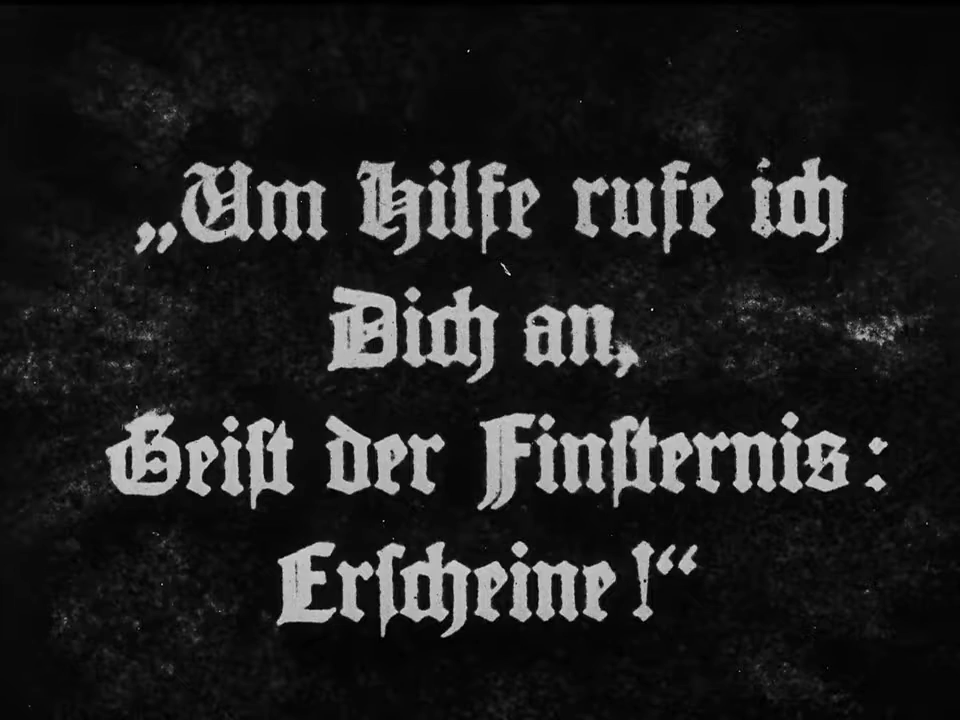 „Um Hilfe rufe ich
Dich an,
Geiſt der Finſternis:
Erſcheine!“